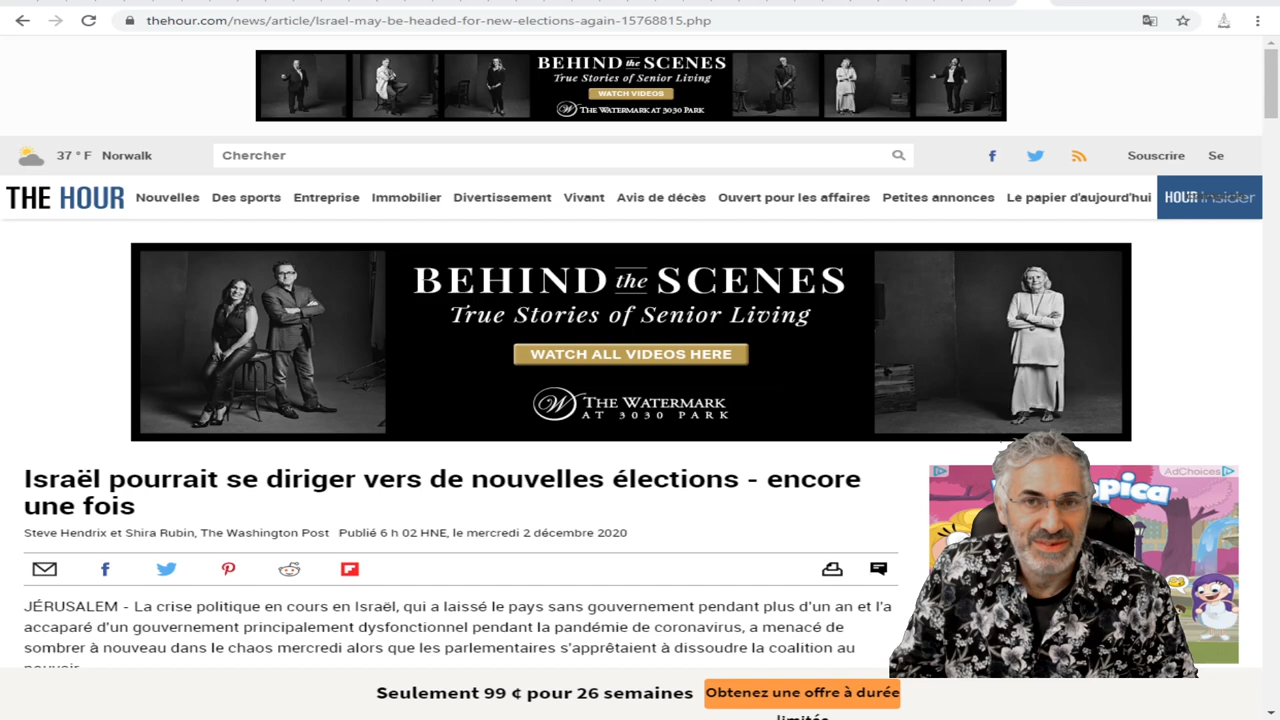 thehour.com/news/article/Israel-may-be-headed-for-new-elections-again-15768815.php
BEHIND the SCENES
True Stories of Senior Living
WATCH VIDEOS
W THE WATERMARK AT 3030 PARK
37 ° F Norwalk
Chercher
Souscrire Se
THE HOUR Nouvelles Des sports Entreprise Immobilier Divertissement Vivant Avis de décès Ouvert pour les affaires Petites annonces Le papier d'aujourd'hui HOUR Insider
BEHIND the SCENES
True Stories of Senior Living
WATCH ALL VIDEOS HERE
W THE WATERMARK
AT 3030 PARK
Israël pourrait se diriger vers de nouvelles élections - encore
une fois
AdChoices
opica
Steve Hendrix et Shira Rubin, The Washington Post Publié 6 h 02 HNE, le mercredi 2 décembre 2020
JÉRUSALEM - La crise politique en cours en Israël, qui a laissé le pays sans gouvernement pendant plus d'un an et l'a
accaparé d'un gouvernement principalement dysfonctionnel pendant la pandémie de coronavirus, a menacé de
sombrer à nouveau dans le chaos mercredi alors que les parlementaires s'apprêtaient à dissoudre la coalition au
pouvoir
Seulement 99 ¢ pour 26 semaines Obtenez une offre à durée
limitée